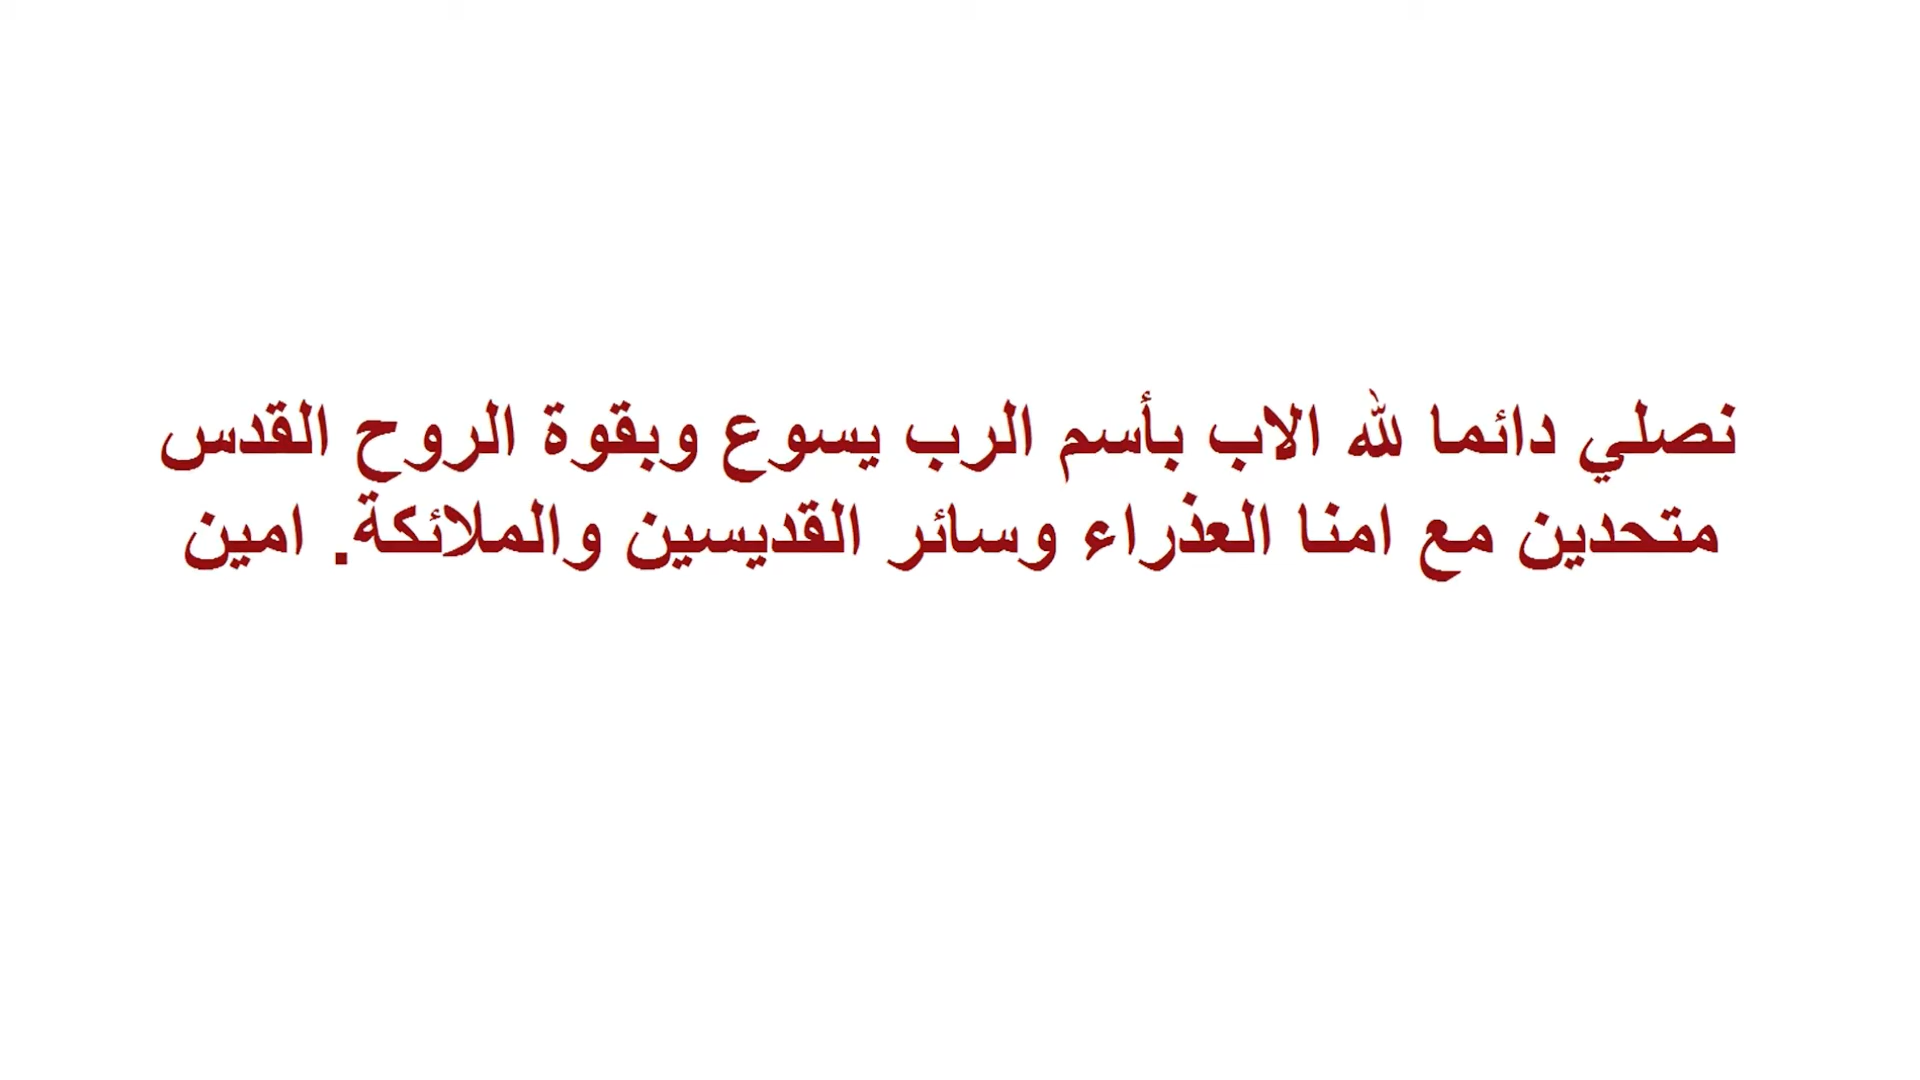 نصلي دائما لله الاب بأسم الرب يسوع وبقوة الروح القدس
متحدين مع امنا العذراء وسائر القديسين والملائكة. امين